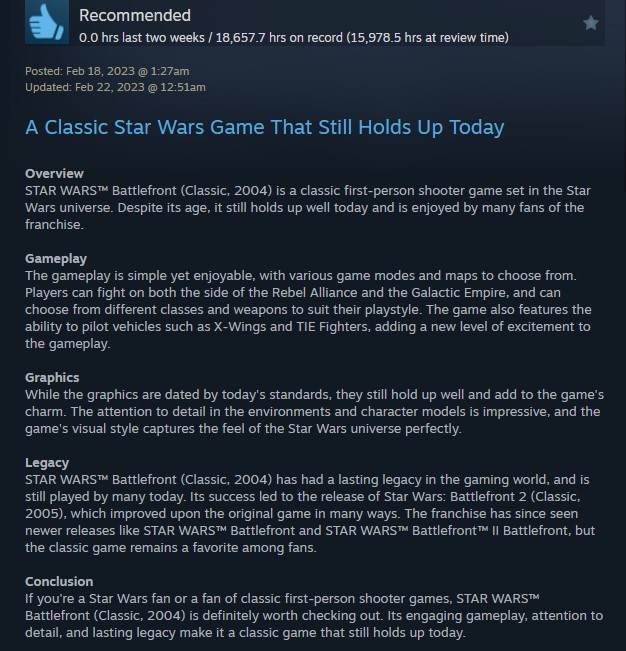 Recommended
0.0 hrs last two weeks / 18,657.7 hrs on record (15,978.5 hrs at review time)
Posted: Feb 18, 2023 @ 1:27am
Updated: Feb 22, 2023 @ 12:51am
A Classic Star Wars Game That Still Holds Up Today
Overview
STAR WARS™ Battlefront (Classic, 2004) is a classic first-person shooter game set in the Star
Wars universe. Despite its age, it still holds up well today and is enjoyed by many fans of the
franchise.
Gameplay
The gameplay is simple yet enjoyable, with various game modes and maps to choose from.
Players can fight on both the side of the Rebel Alliance and the Galactic Empire, and can
choose from different classes and weapons to suit their playstyle. The game also features the
ability to pilot vehicles such as X-Wings and TIE Fighters, adding a new level of excitement to
the gameplay.
Graphics
While the graphics are dated by today's standards, they still hold up well and add to the game's
charm. The attention to detail in the environments and character models is impressive, and the
game's visual style captures the feel of the Star Wars universe perfectly.
Legacy
STAR WARS™ Battlefront (Classic, 2004) has had a lasting legacy in the gaming world, and is
still played by many today. Its success led to the release of Star Wars: Battlefront 2 (Classic,
2005), which improved upon the original game in many ways. The franchise has since seen
newer releases like STAR WARS™ Battlefront and STAR WARS™ Battlefront™ II Battlefront, but
the classic game remains a favorite among fans.
Conclusion
If you're a Star Wars fan or a fan of classic first-person shooter games, STAR WARS™
Battlefront (Classic, 2004) is definitely worth checking out. Its engaging gameplay, attention to
detail, and lasting legacy make it a classic game that still holds up today.